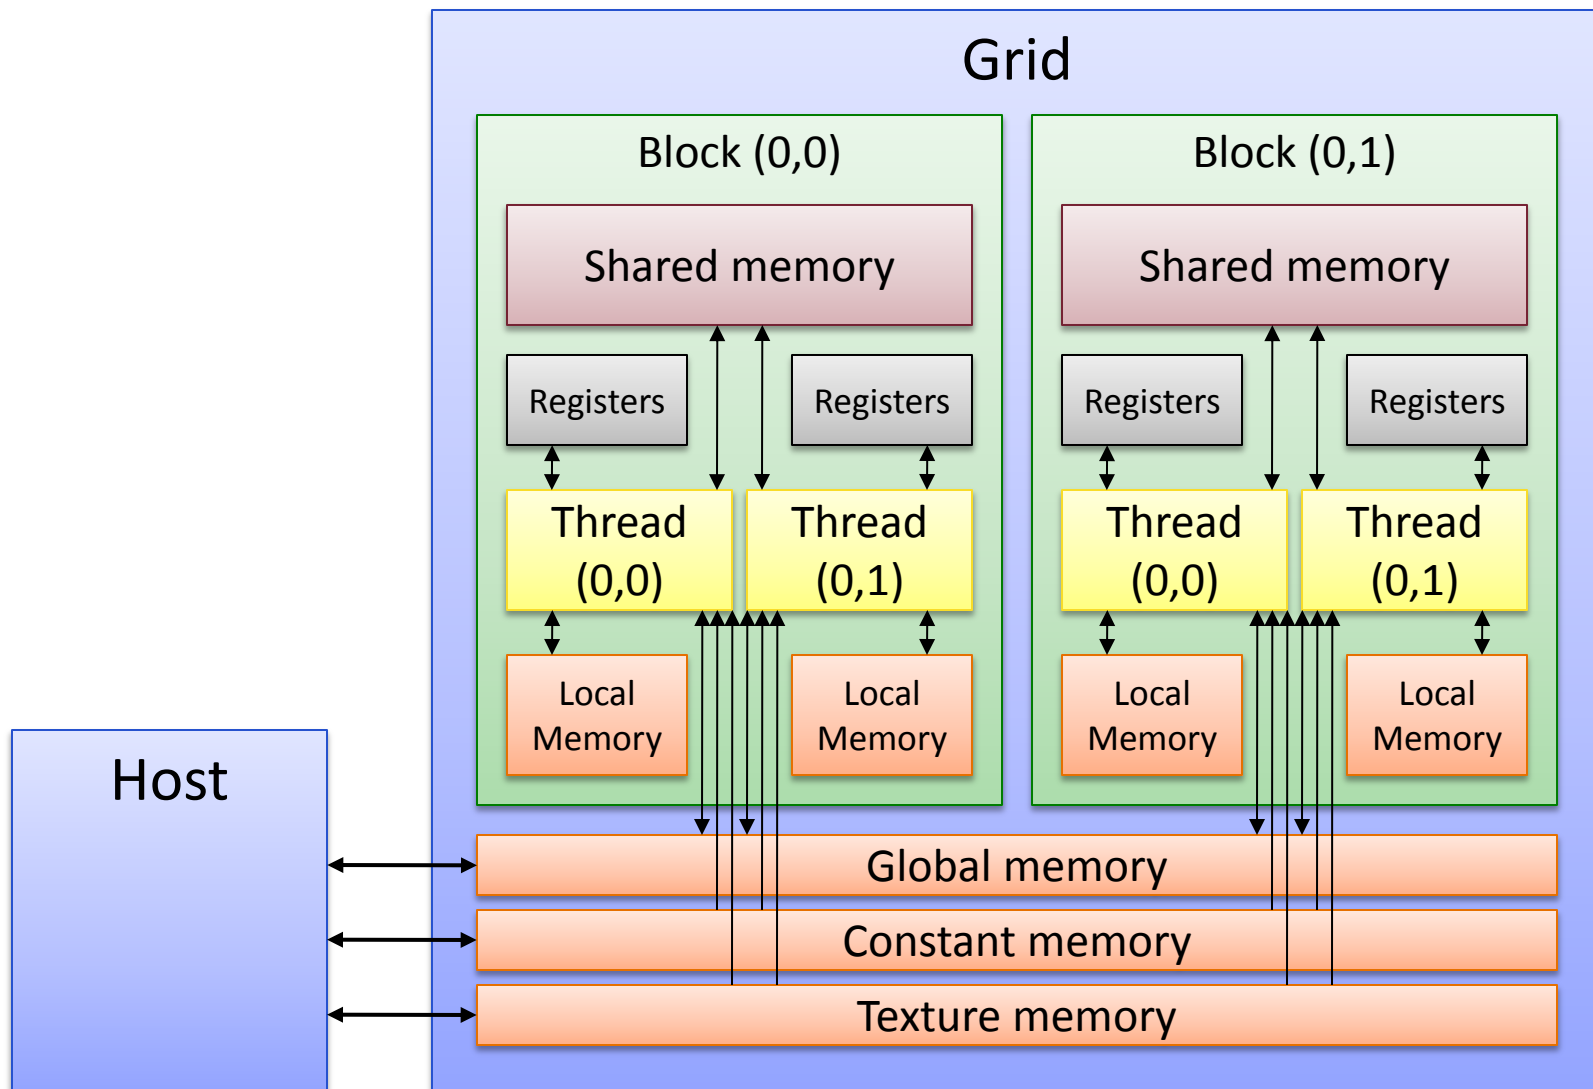 Grid
Block (0,0)
Shared memory
Registers
Registers
Thread
(0,0)
Thread
(0,1)
Local
Memory
Local
Memory
Block (0,1)
Shared memory
Registers
Registers
Thread
(0,0)
Thread
(0,1)
Local
Memory
Local
Memory
Host
Global memory
Constant memory
Texture memory